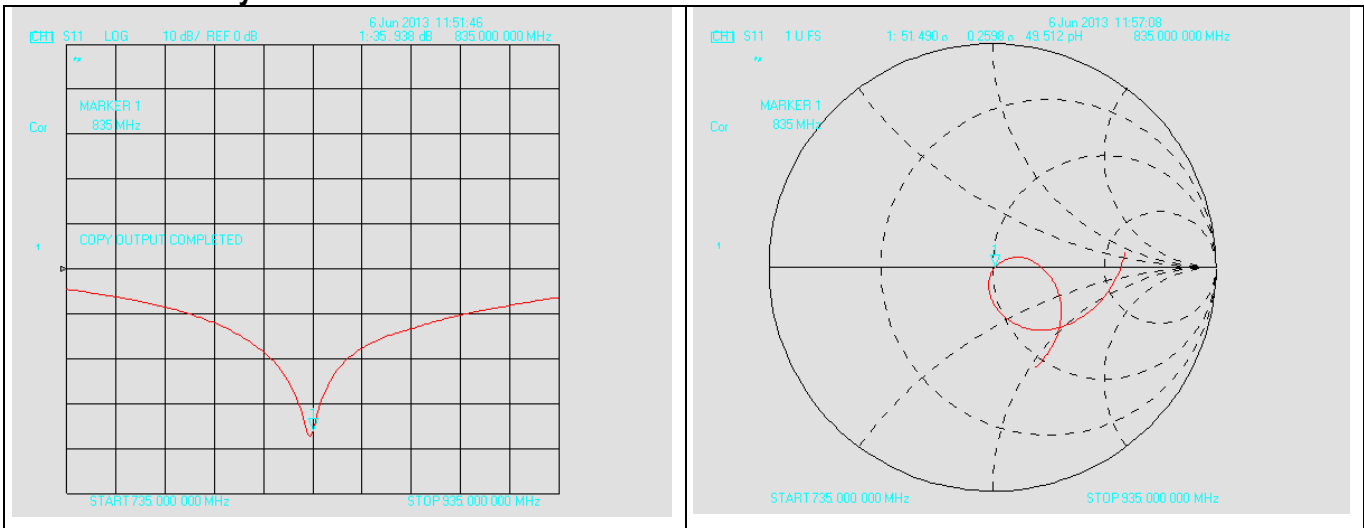 6 Jun 2013 11:51:46
CH1 S11 LOG 10 dB/ REF 0 dB 1:-35.938 dB 835.000 000 MHz
MARKER 1
Cor 835 MHz
COPY OUTPUT COMPLETED
1
1
START 735.000 000 MHz STOP 935.000 000 MHz
6 Jun 2013 11:57:08
CH1 S11 1 U FS 1: 51.490 Ω 0.2598 Ω 49.512 pH 835.000 000 MHz
MARKER 1
Cor 835 MHz
1
1
START 735.000 000 MHz STOP 935.000 000 MHz